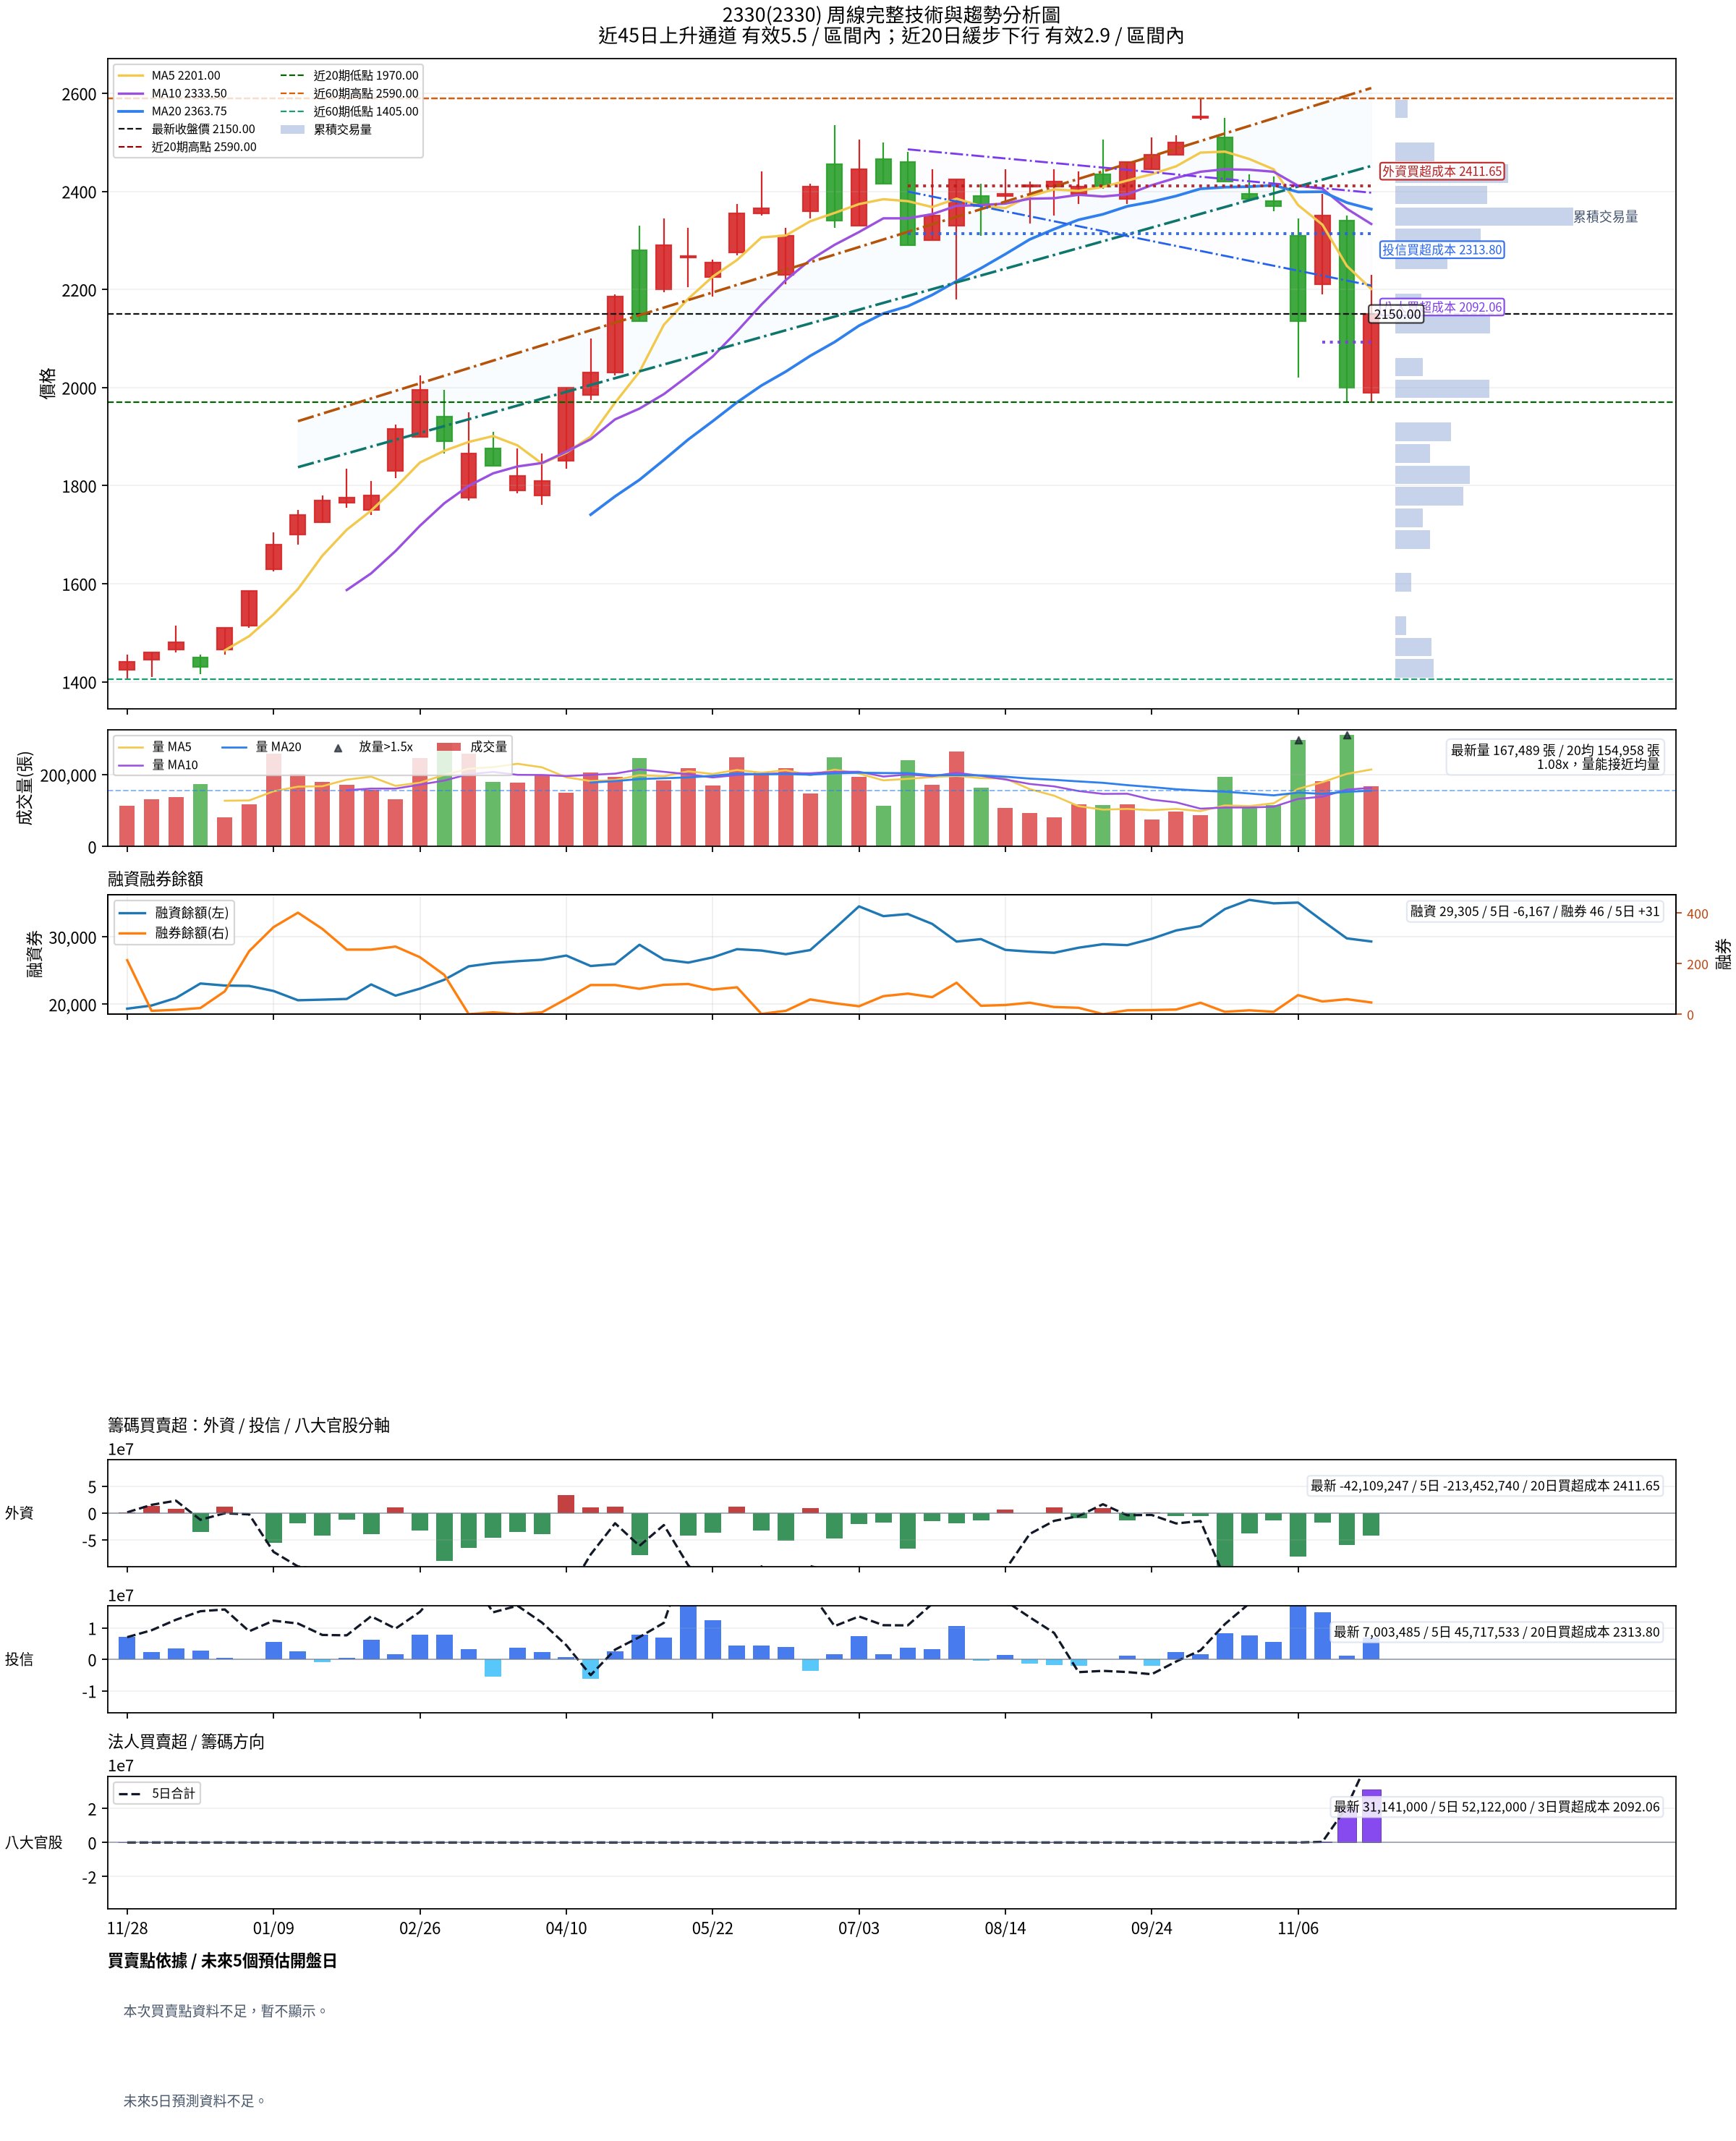 2330(2330) 周線完整技術與趨勢分析圖
近45日上升通道 有效5.5 / 區間內；近20日緩步下行 有效2.9 / 區間內
MA5 2201.00
MA10 2333.50
MA20 2363.75
最新收盤價 2150.00
近20期高點 2590.00
近20期低點 1970.00
近60期高點 2590.00
近60期低點 1405.00
累積交易量
價格
2600
2400
2200
2000
1800
1600
1400
外資買超成本 2411.65
累積交易量
投信買超成本 2313.80
買超成本 2092.06
2150.00
成交量(張)
200,000
0
量 MA5
量 MA10
量 MA20
放量>1.5x
成交量
最新量 167,489 張 / 20均 154,958 張
1.08x，量能接近均量
融資融券餘額
融資券
30,000
20,000
融資餘額(左)
融券餘額(右)
融資 29,305 / 5日 -6,167 / 融券 46 / 5日 +31
400
200
0
融券
籌碼買賣超：外資 / 投信 / 八大官股分軸
1e7
外資
5
0
-5
最新 -42,109,247 / 5日 -213,452,740 / 20日買超成本 2411.65
1e7
投信
1
0
-1
最新 7,003,485 / 5日 45,717,533 / 20日買超成本 2313.80
法人買賣超 / 籌碼方向
1e7
八大官股
2
0
-2
5日合計
最新 31,141,000 / 5日 52,122,000 / 3日買超成本 2092.06
11/28 01/09 02/26 04/10 05/22 07/03 08/14 09/24 11/06
買賣點依據 / 未來5個預估開盤日
本次買賣點資料不足，暫不顯示。
未來5日預測資料不足。